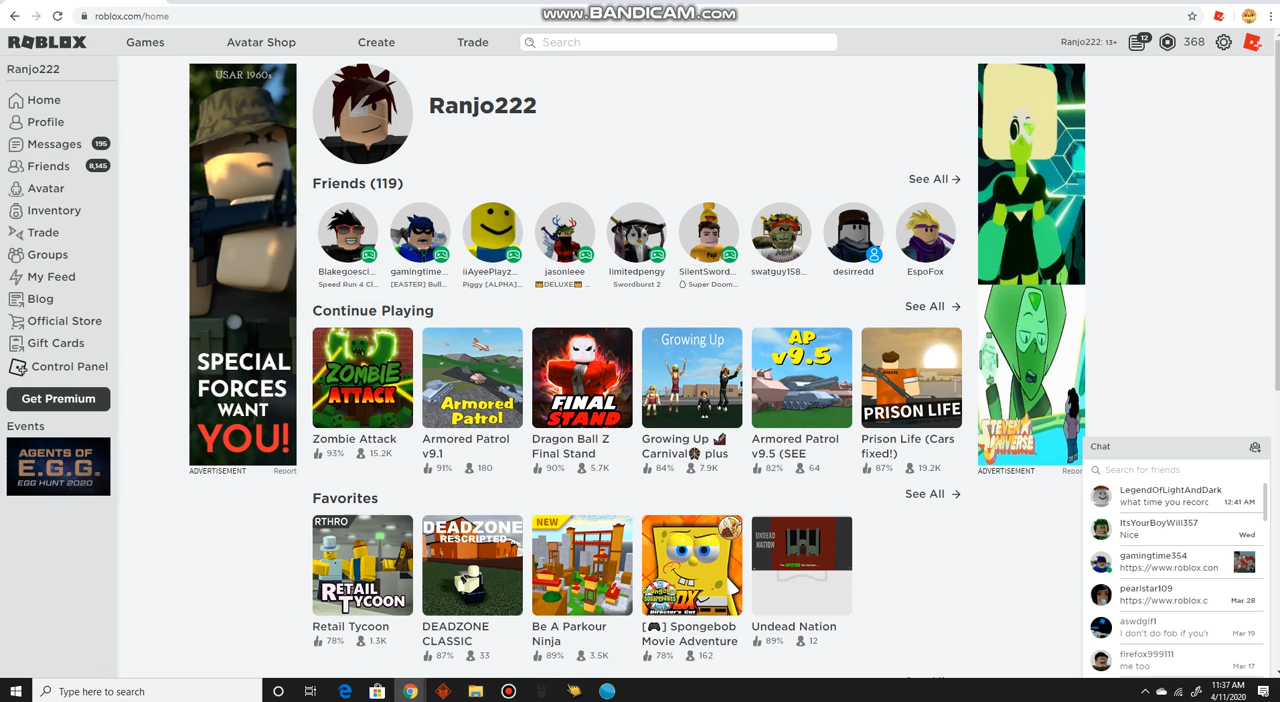 www.BANDICAM.com
roblox.com/home
ROBLOX
Games
Avatar Shop
Create
Trade
Search
Ranjo222: 13+
12
368
Ranjo222
Home
Profile
Messages 195
Friends 8,145
Avatar
Inventory
Trade
Groups
My Feed
Blog
Official Store
Gift Cards
Control Panel
Get Premium
Events
AGENTS OF
E.G.G.
EGG HUNT 2020
USAR 1960s
SPECIAL
FORCES
WANT
YOU!
ADVERTISEMENT
Report
Ranjo222
Friends (119)
See All →
Blakegoescl...
Speed Run 4 Cl...
gamingtime...
[EASTER] Bull...
iiAyeePlayz...
Piggy [ALPHA]...
jasonleee
DELUXE ...
limitedpengy
Swordburst 2
SilentSword...
Super Doom...
swatguy158...
desirredd
EspoFox
Continue Playing
See All →
ZOMBIE
ATTACK
Zombie Attack
93% 15.2K
Armored
Patrol
Armored Patrol
v9.1
91% 180
FINAL
STAND
Dragon Ball Z
Final Stand
90% 5.7K
Growing Up
Growing Up
Carnival plus
84% 7.9K
AP
v9.5
Armored Patrol
v9.5 (SEE
82% 64
PRISON LIFE
Prison Life (Cars
fixed!)
87% 19.2K
Favorites
See All →
RTHRO
RETAIL
TYCOON
Retail Tycoon
78% 1.3K
DEADZONE
RESCRIPTED
DEADZONE
CLASSIC
87% 33
NEW
Be A Parkour
Ninja
89% 3.5K
Director's Cut
[🎮] Spongebob
Movie Adventure
78% 162
UNDEAD
NATION
Undead Nation
89% 12
STEVEN
UNIVERSE
ADVERTISEMENT
Repor
Chat
Search for friends
LegendOfLightAndDark
what time you recorc
12:41 AM
ItsYourBoyWill357
Nice
Wed
gamingtime354
https://www.roblox.con
pearlstar109
https://www.roblox.c
Mar 28
aswdglf1
I don't do fob if you'r
Mar 19
firefox999111
me too
Mar 17
Type here to search
11:37 AM
4/11/2020